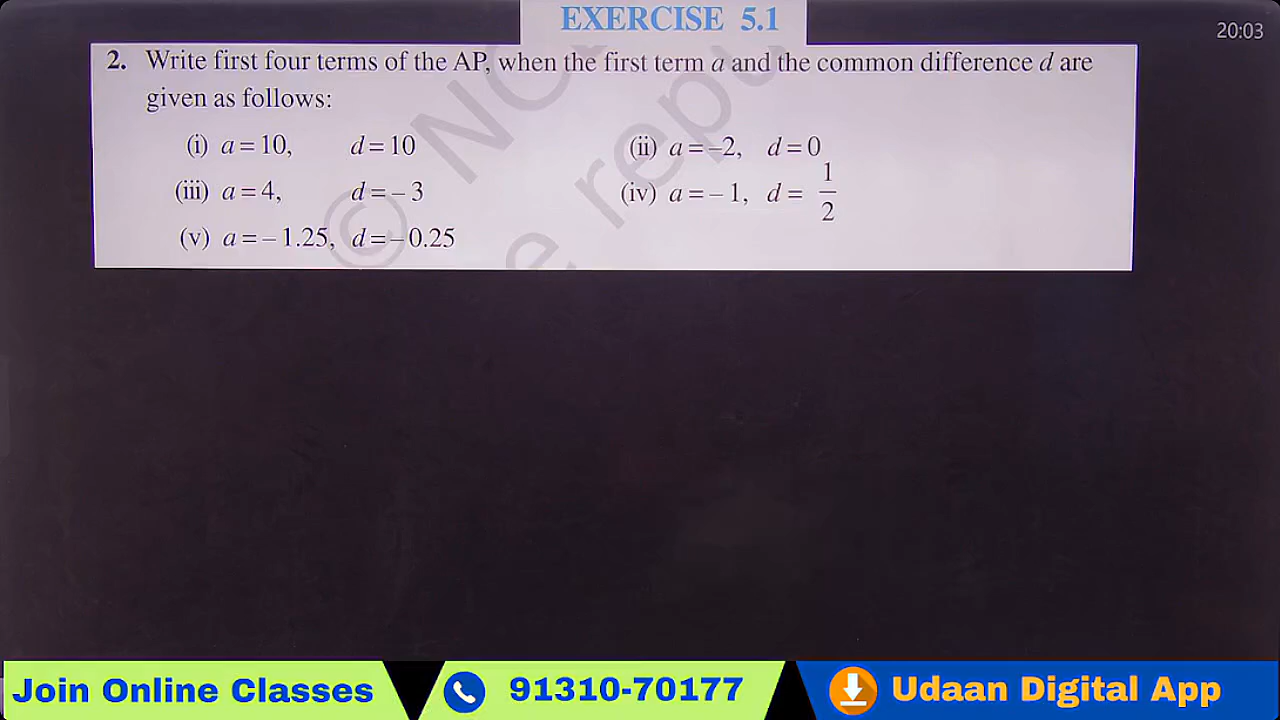 EXERCISE 5.1
20:03
2. Write first four terms of the AP, when the first term a and the common difference d are
given as follows:
(i) a = 10, d = 10 (ii) a = –2, d = 0
(iii) a = 4, d = – 3 (iv) a = – 1, d = 1/2
(v) a = – 1.25, d = – 0.25
© NC
e repu
Join Online Classes 91310-70177 Udaan Digital App